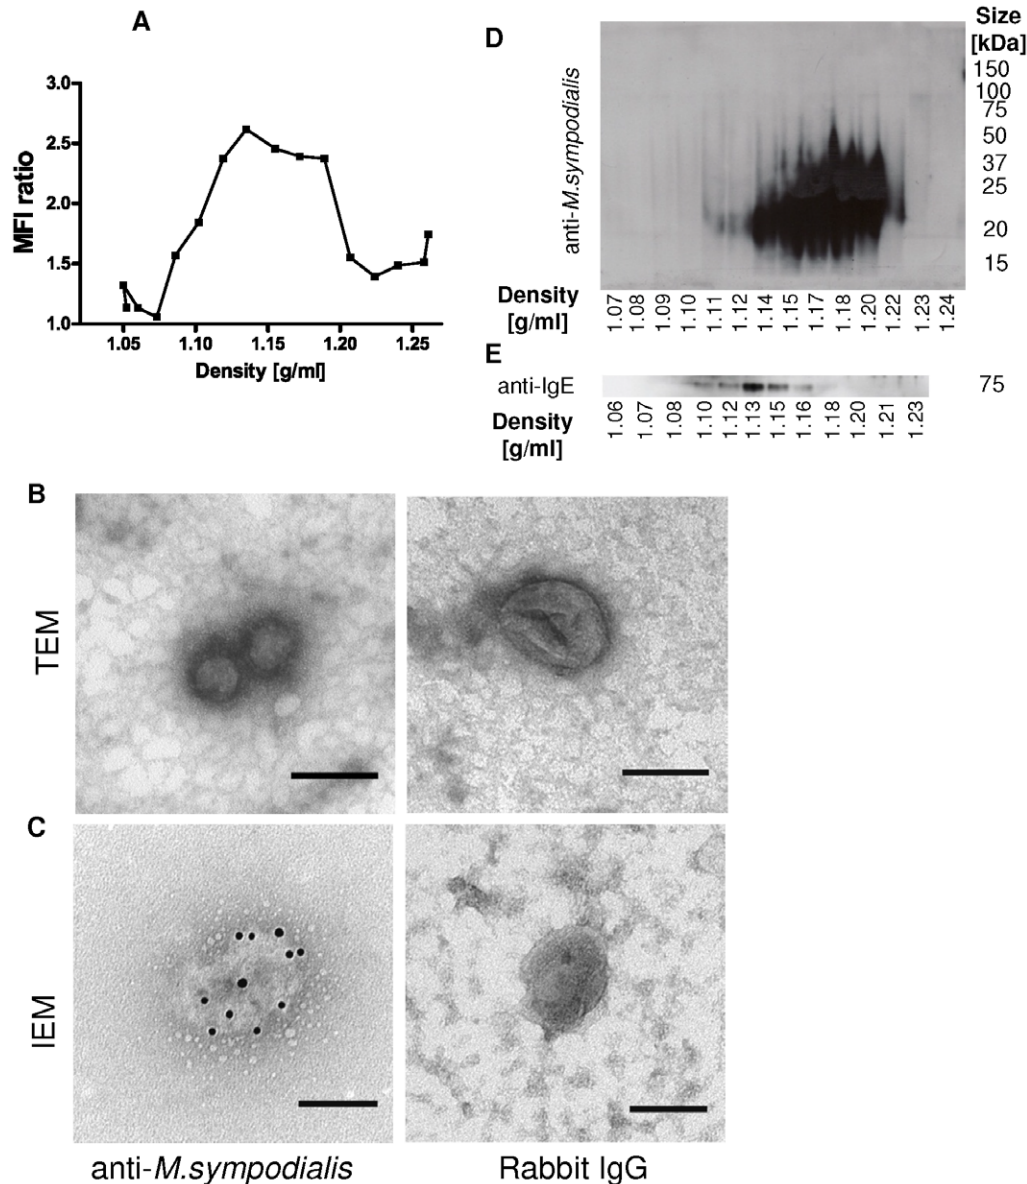 A
3.0
2.5
2.0
1.5
1.0
MFI ratio
1.05 1.10 1.15 1.20 1.25
Density [g/ml]
D
anti-M.sympodialis
Size
[kDa]
150
100
75
50
37
25
20
15
Density
[g/ml]
1.07 1.08 1.09 1.10 1.11 1.12 1.14 1.15 1.17 1.18 1.20 1.22 1.23 1.24
E
anti-IgE
75
Density
[g/ml]
1.06 1.07 1.08 1.10 1.12 1.13 1.15 1.16 1.18 1.20 1.21 1.23
B
TEM
C
IEM
anti-M.sympodialis
Rabbit IgG